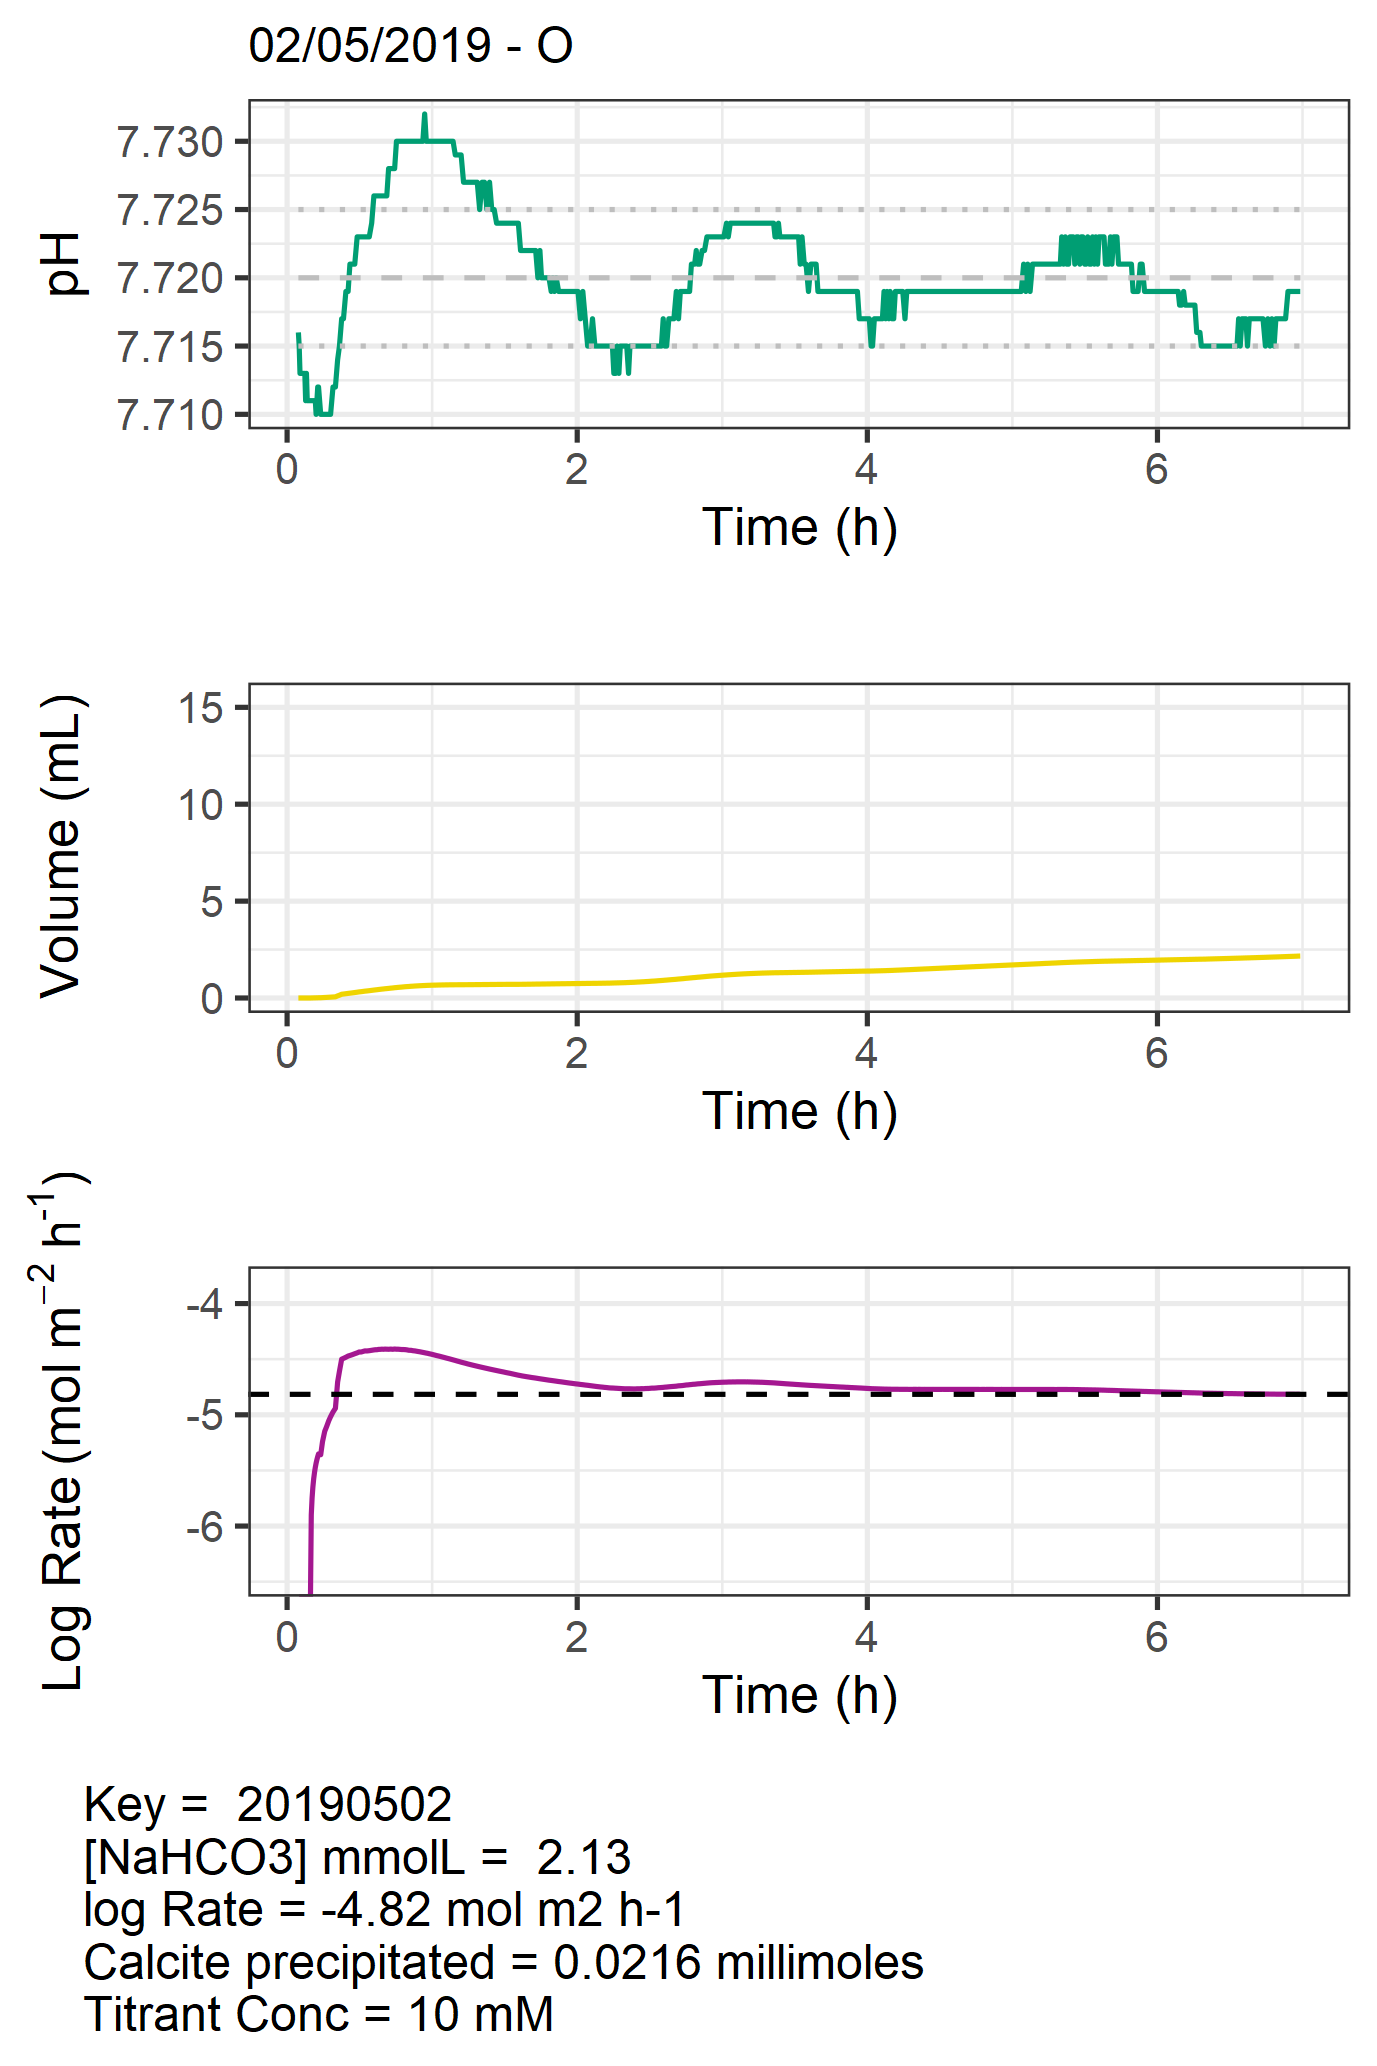 02/05/2019 - O
pH
7.730
7.725
7.720
7.715
7.710
0 2 4 6
Time (h)
Volume (mL)
15
10
5
0
0 2 4 6
Time (h)
Log Rate (mol m⁻² h⁻¹)
-4
-5
-6
0 2 4 6
Time (h)
Key =  20190502
[NaHCO3] mmolL =  2.13
log Rate = -4.82 mol m2 h-1
Calcite precipitated = 0.0216 millimoles
Titrant Conc = 10 mM